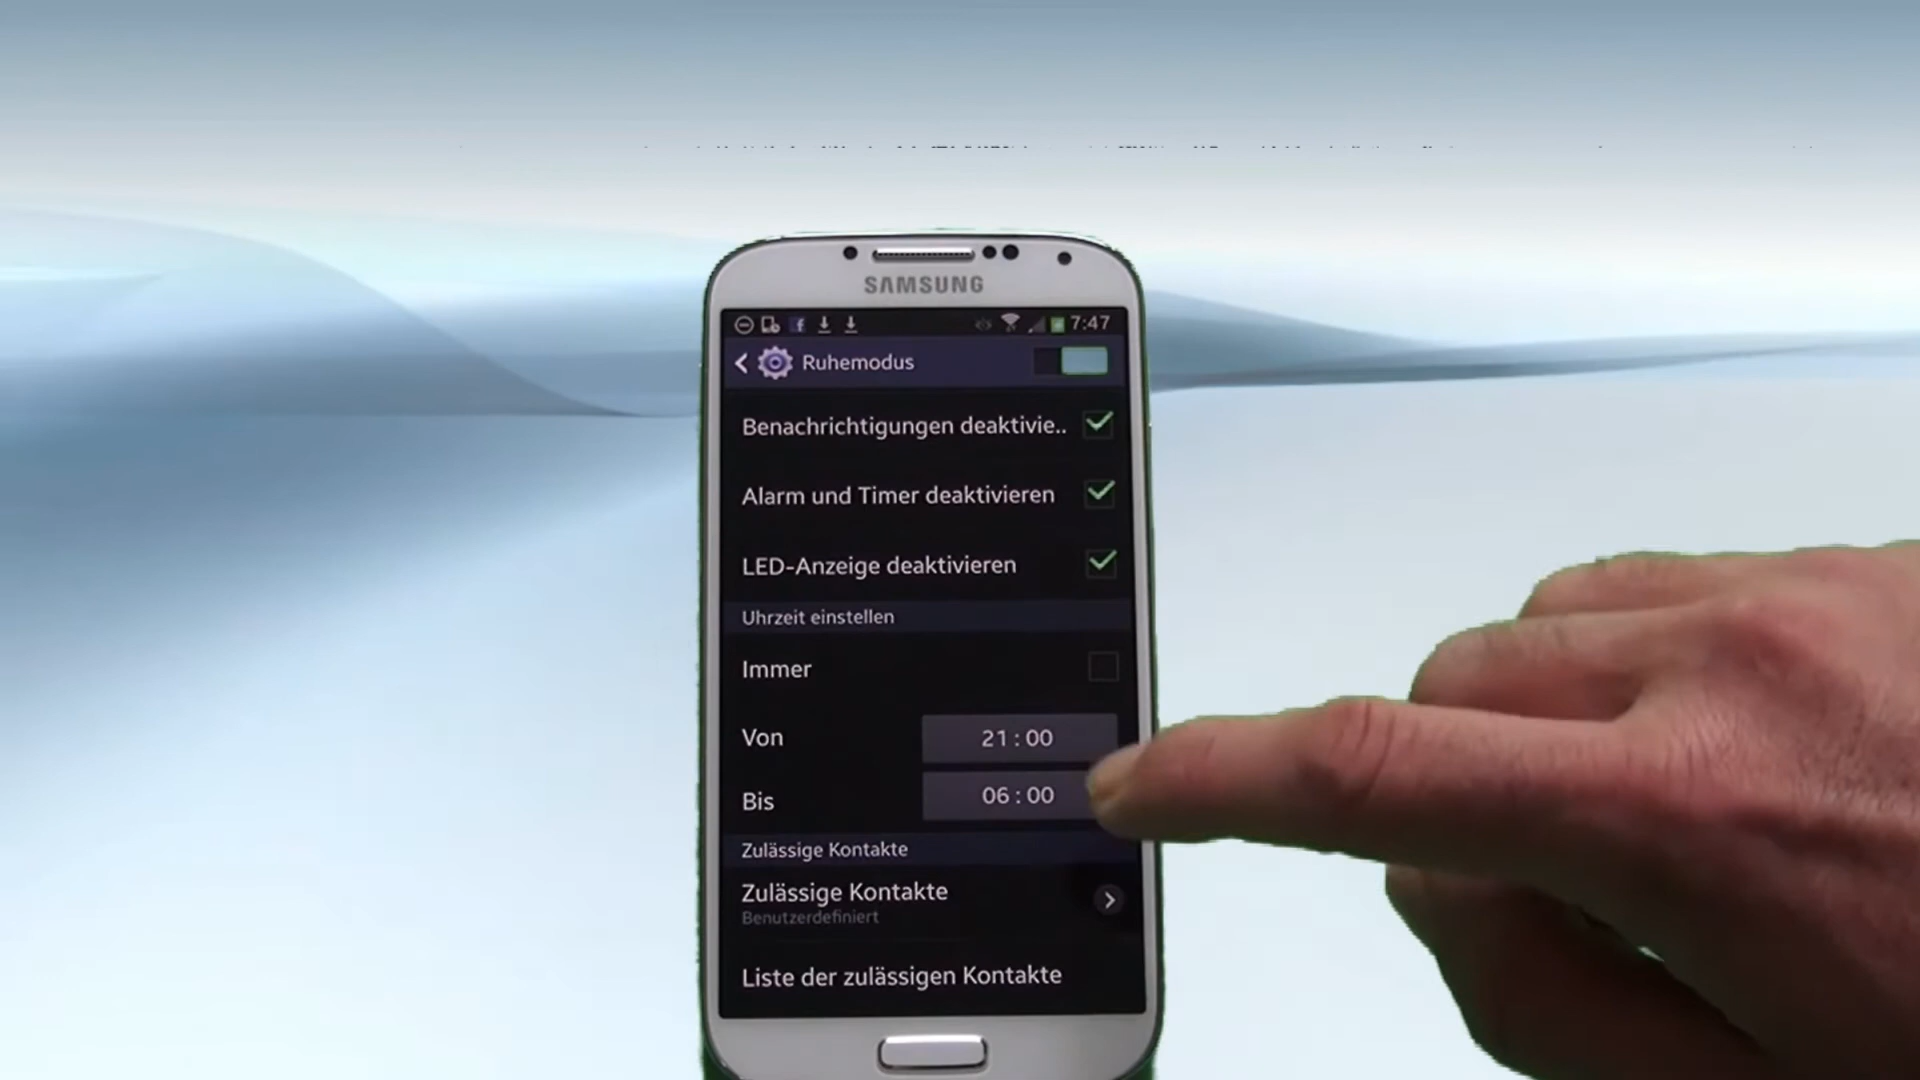 SAMSUNG
7:47
Ruhemodus
Benachrichtigungen deaktivie..
Alarm und Timer deaktivieren
LED-Anzeige deaktivieren
Uhrzeit einstellen
Immer
Von 21:00
Bis 06:00
Zulässige Kontakte
Zulässige Kontakte
Benutzerdefiniert
Liste der zulässigen Kontakte